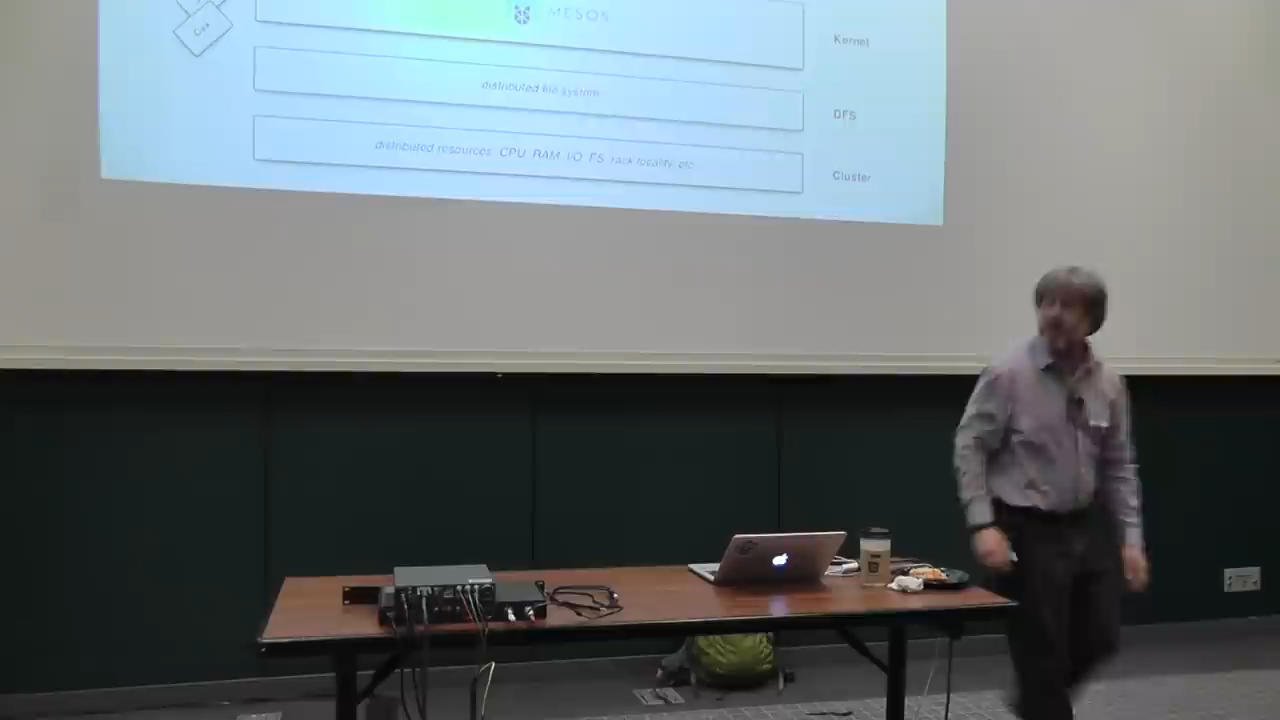 C++
MESOS
Kernel
distributed file system
DFS
distributed resources: CPU, RAM, I/O, FS, rack locality, etc.
Cluster